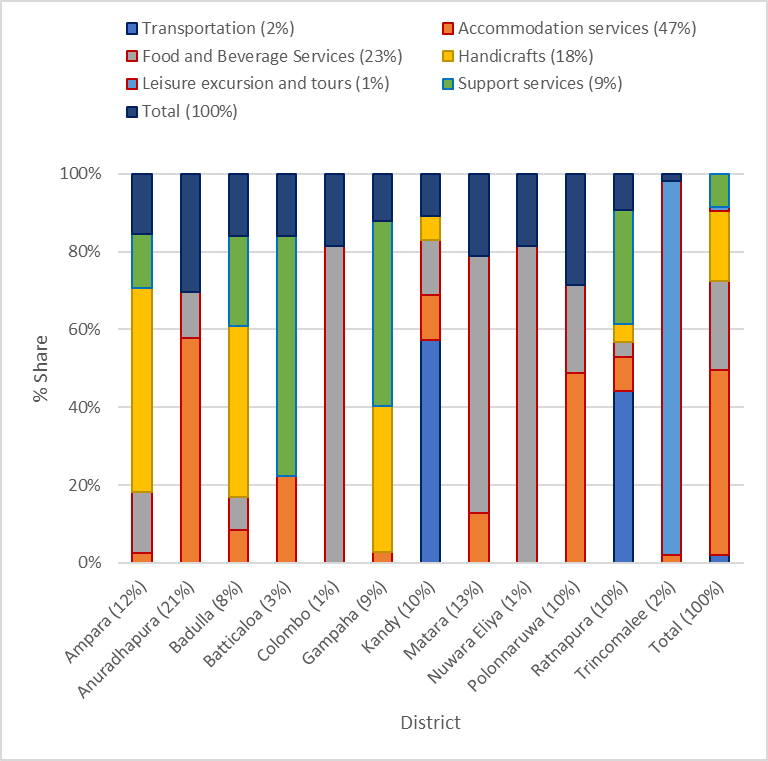 Transportation (2%) Accommodation services (47%)
Food and Beverage Services (23%) Handicrafts (18%)
Leisure excursion and tours (1%) Support services (9%)
Total (100%)
100%
80%
60%
40%
20%
0%
% Share
Ampara (12%)
Anuradhapura (21%)
Badulla (8%)
Batticaloa (3%)
Colombo (1%)
Gampaha (9%)
Kandy (10%)
Matara (13%)
Nuwara Eliya (1%)
Polonnaruwa (10%)
Ratnapura (10%)
Trincomalee (2%)
Total (100%)
District